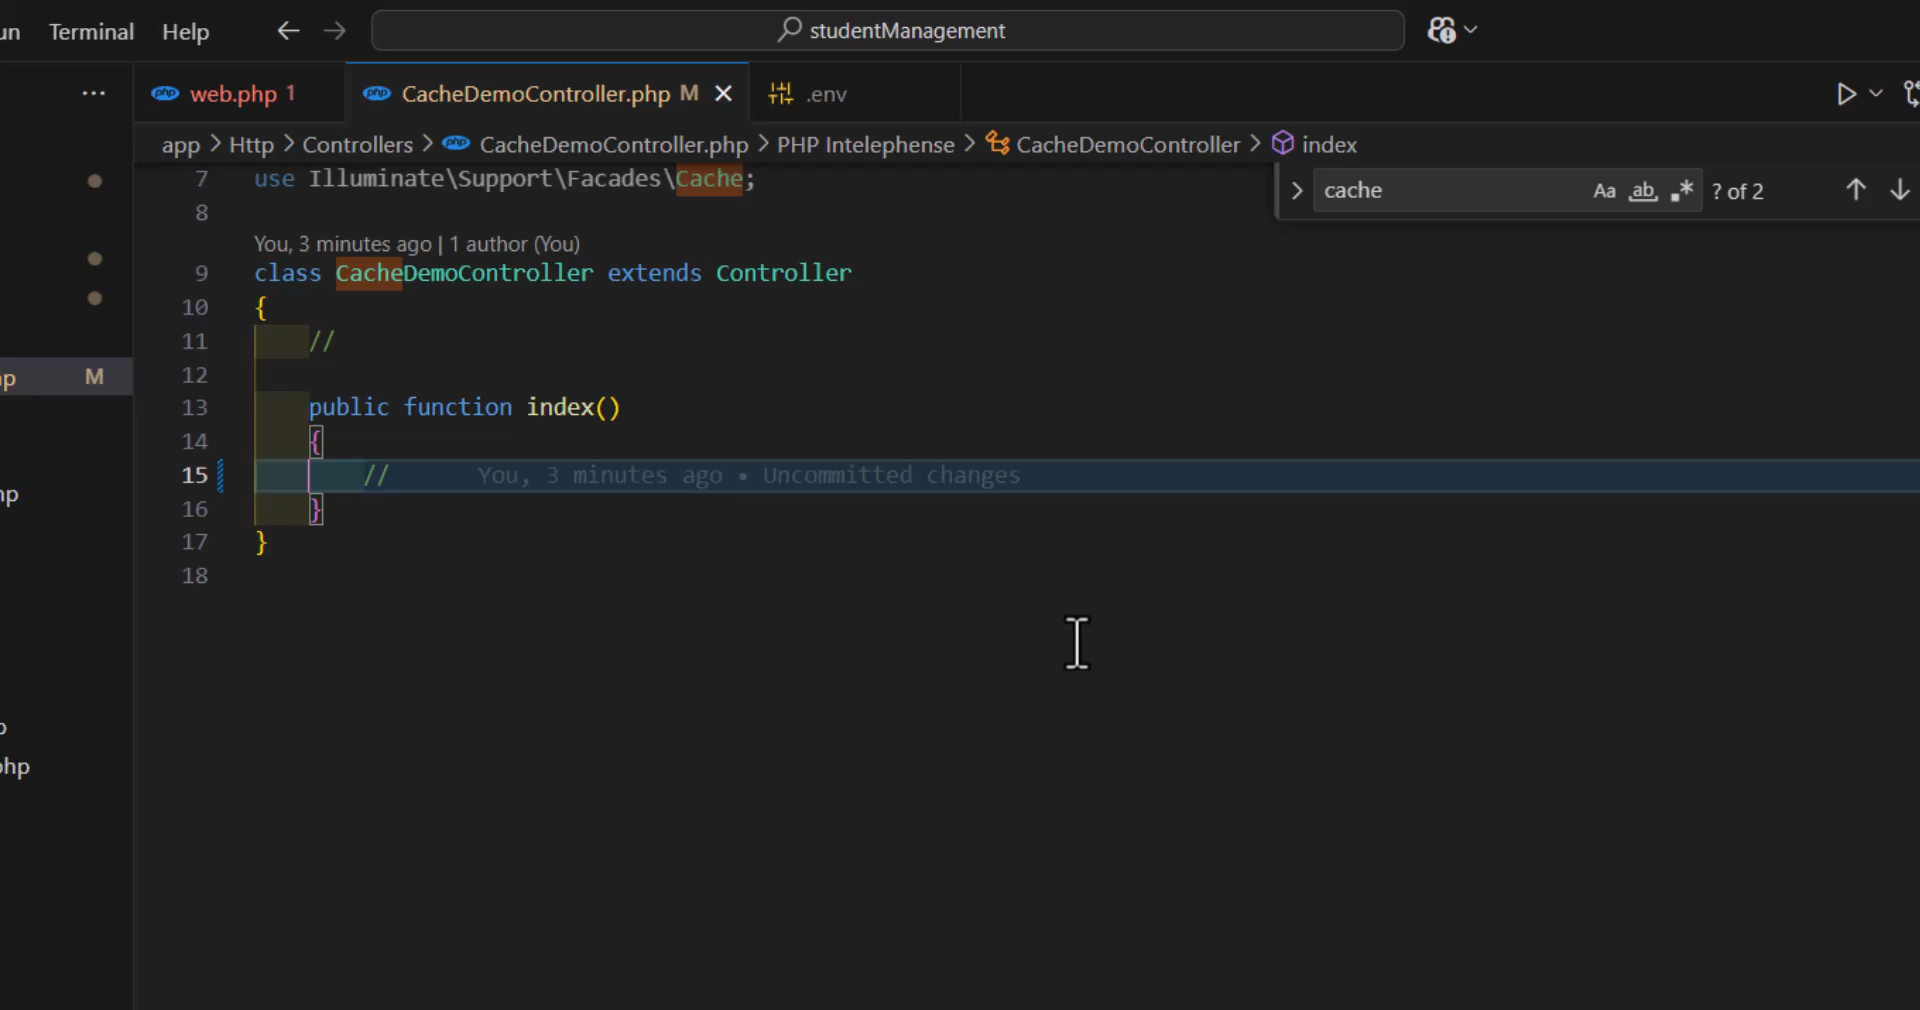 un Terminal Help
studentManagement
web.php 1
CacheDemoController.php M
.env
app > Http > Controllers > CacheDemoController.php > PHP Intelephense > CacheDemoController > index
cache
Aa ab .* ? of 2
7 use Illuminate\Support\Facades\Cache;
8
You, 3 minutes ago | 1 author (You)
9 class CacheDemoController extends Controller
10 {
11 //
12
13 public function index()
14 {
15 // You, 3 minutes ago • Uncommitted changes
16 }
17 }
18
M